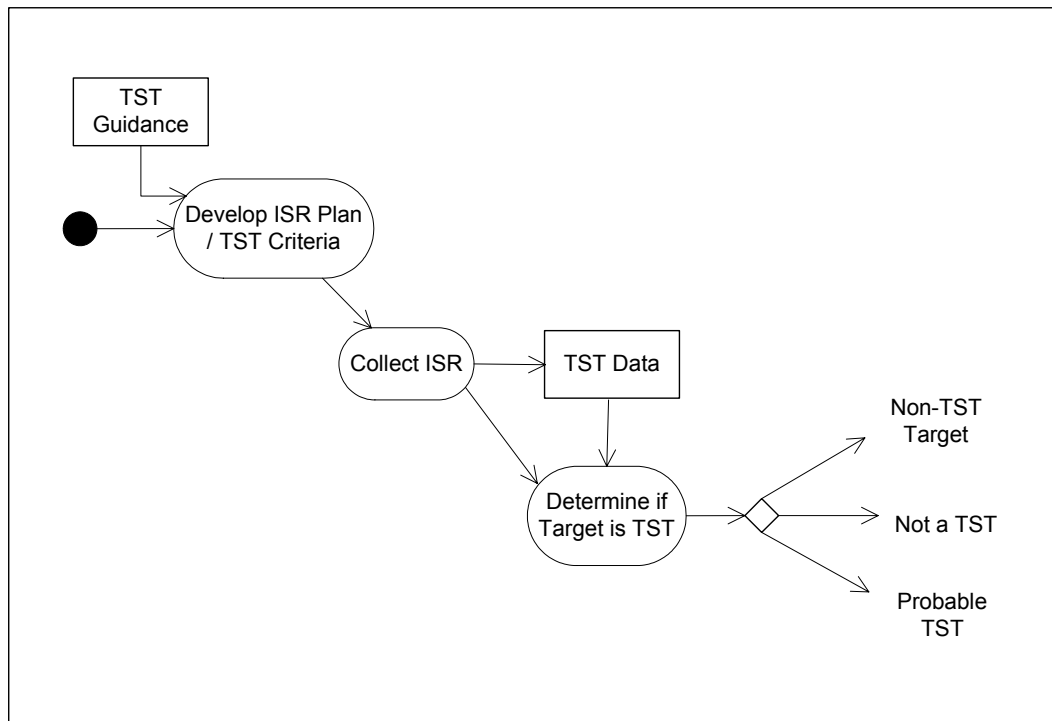 TST
Guidance
Develop ISR Plan
/ TST Criteria
Collect ISR
TST Data
Determine if
Target is TST
Non-TST
Target
Not a TST
Probable
TST